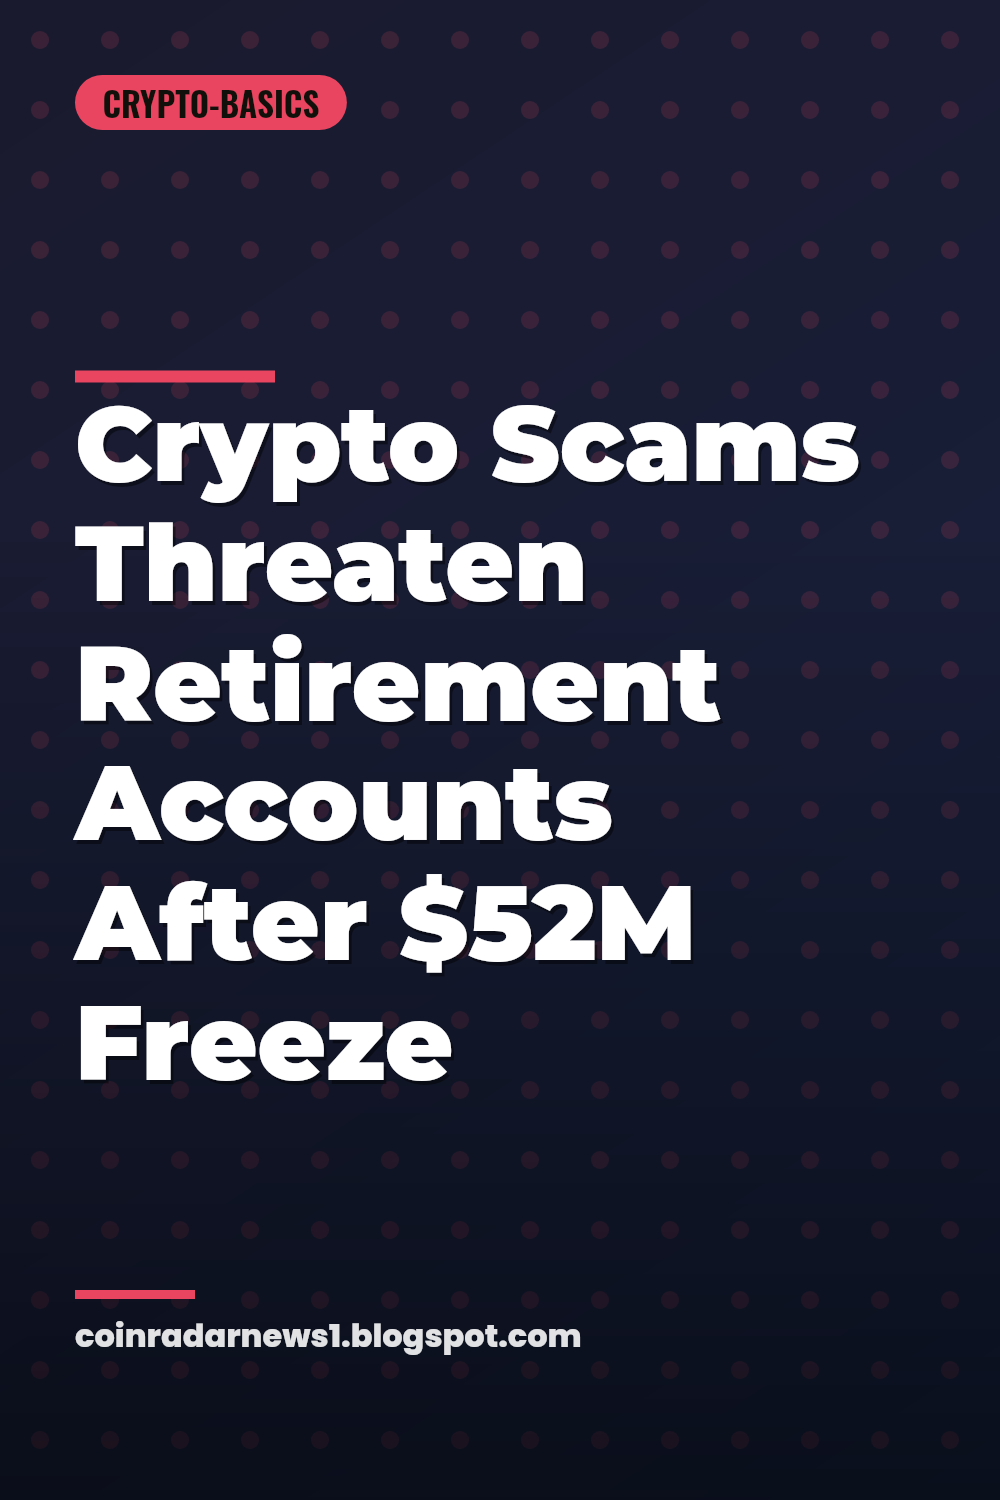 CRYPTO-BASICS
Crypto Scams
Threaten
Retirement
Accounts
After $52M
Freeze
coinradarnews1.blogspot.com